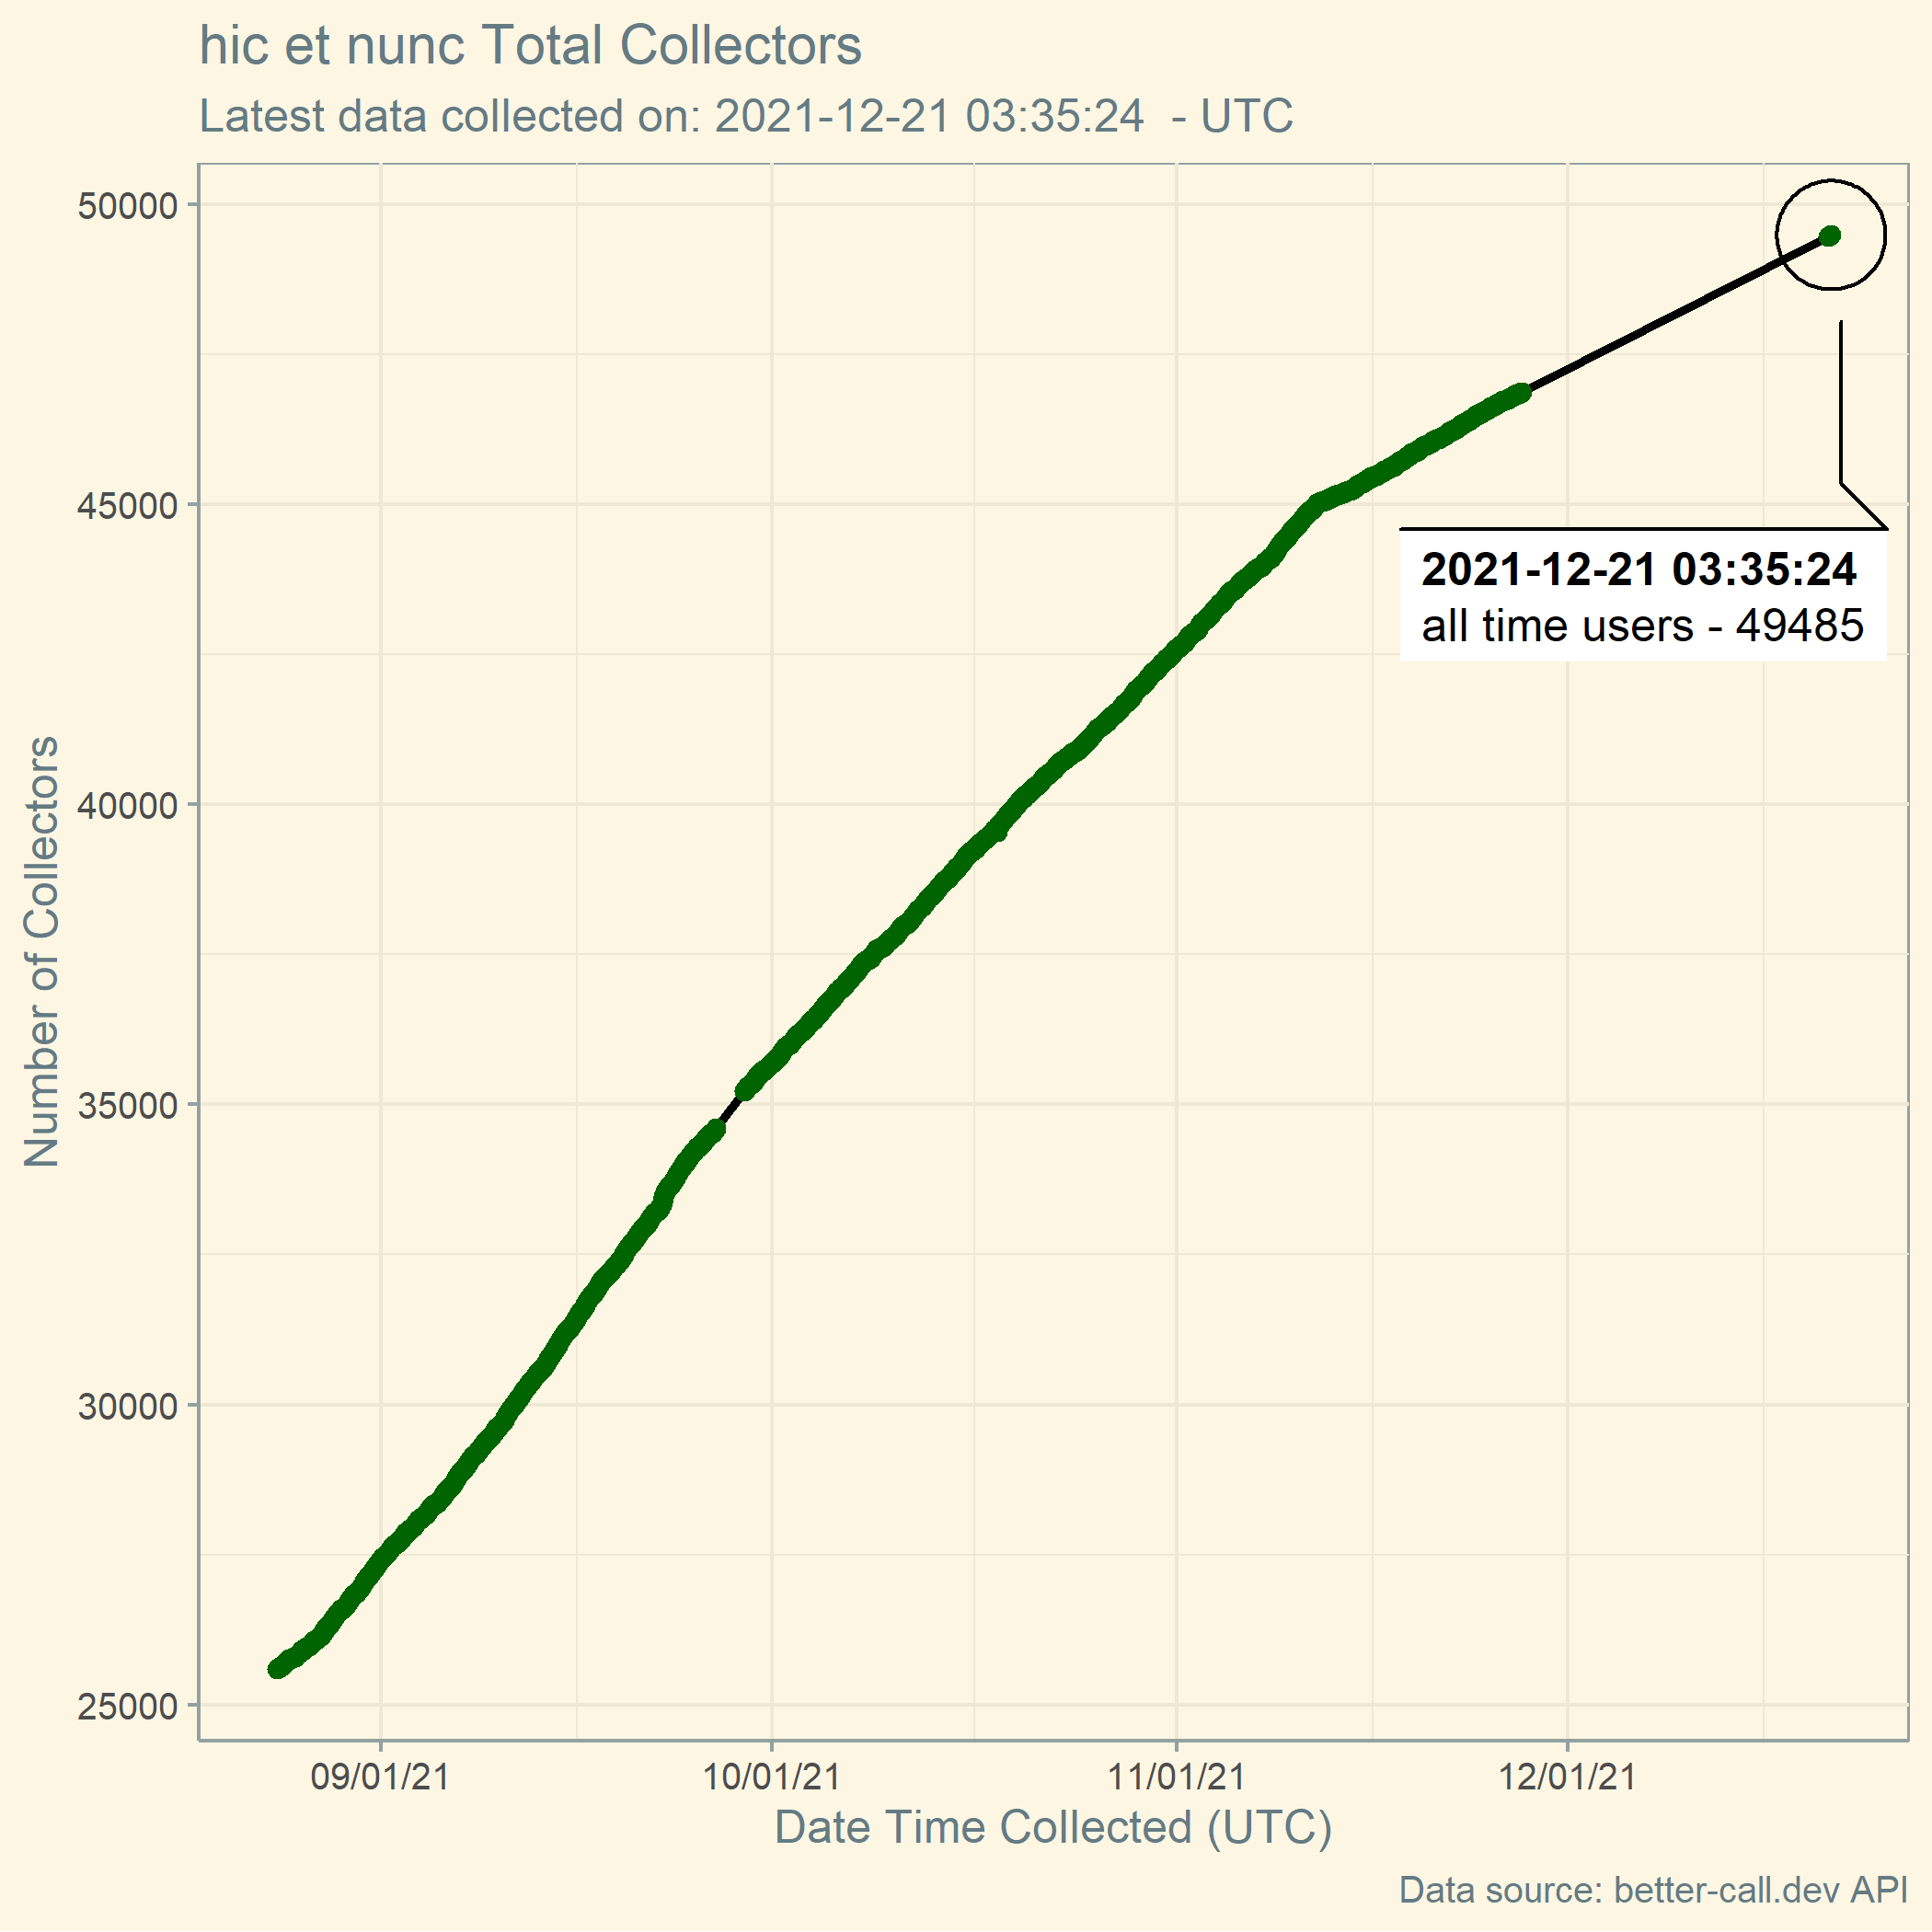 hic et nunc Total Collectors
Latest data collected on: 2021-12-21 03:35:24  - UTC
50000
45000
40000
35000
30000
25000
Number of Collectors
2021-12-21 03:35:24
all time users - 49485
09/01/21 10/01/21 11/01/21 12/01/21
Date Time Collected (UTC)
Data source: better-call.dev API